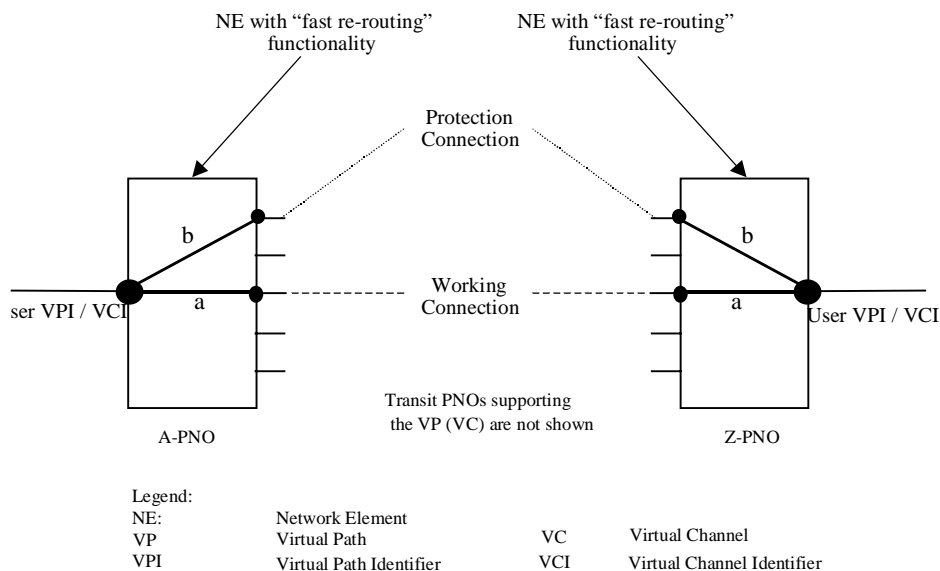 NE with “fast re-routing”
functionality
NE with “fast re-routing”
functionality
Protection
Connection
b
b
Working
Connection
a
a
ser VPI / VCI
User VPI / VCI
Transit PNOs supporting
the VP (VC) are not shown
A-PNO
Z-PNO
Legend:
NE: Network Element
VP Virtual Path VC Virtual Channel
VPI Virtual Path Identifier VCI Virtual Channel Identifier